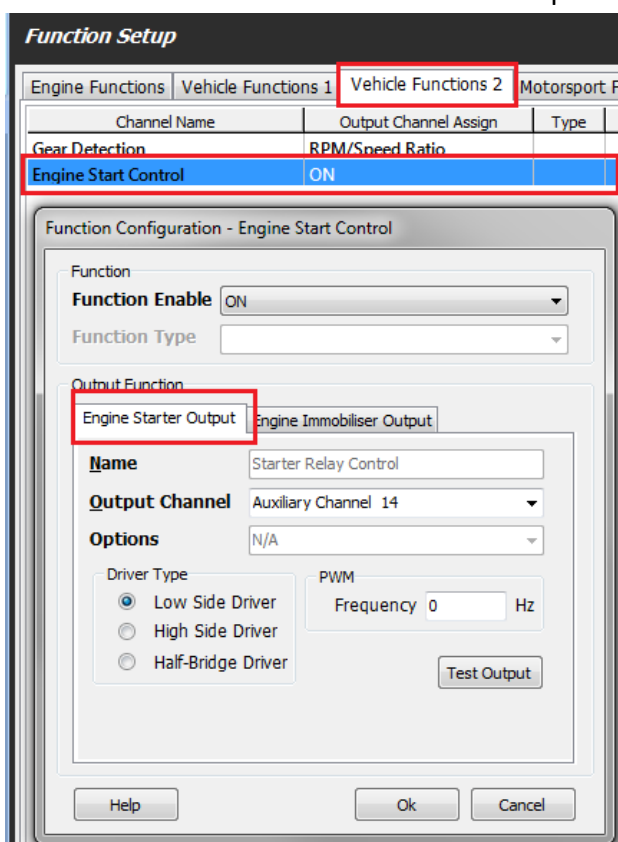 Function Setup
Engine Functions Vehicle Functions 1 Vehicle Functions 2 Motorsport F
Channel Name Output Channel Assign Type
Gear Detection RPM/Speed Ratio
Engine Start Control ON
Function Configuration - Engine Start Control
Function
Function Enable ON
Function Type
Output Function
Engine Starter Output Engine Immobiliser Output
Name Starter Relay Control
Output Channel Auxiliary Channel 14
Options N/A
Driver Type PWM
Low Side Driver Frequency 0 Hz
High Side Driver
Half-Bridge Driver
Test Output
Help Ok Cancel